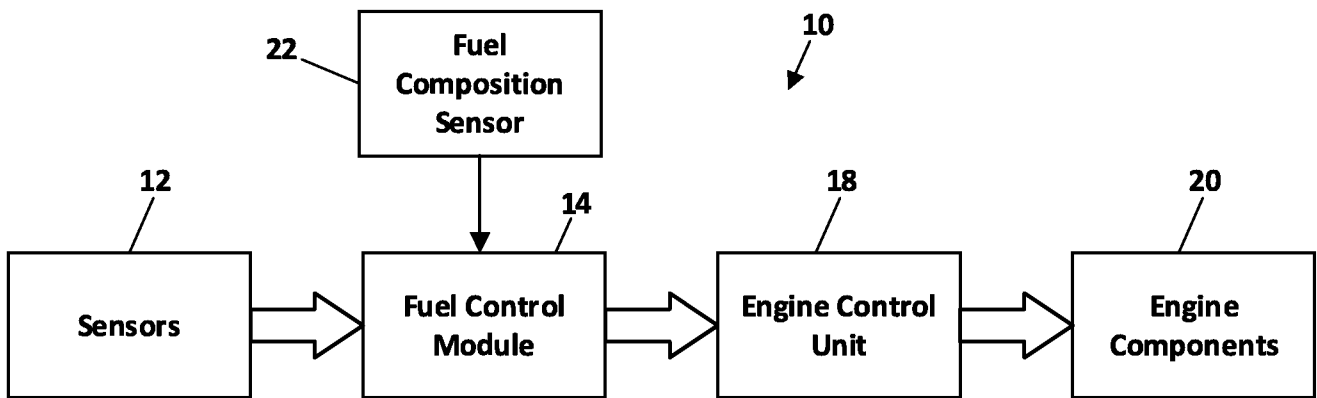 22
Fuel
Composition
Sensor
10
12
14
18
20
Sensors
Fuel Control
Module
Engine Control
Unit
Engine
Components